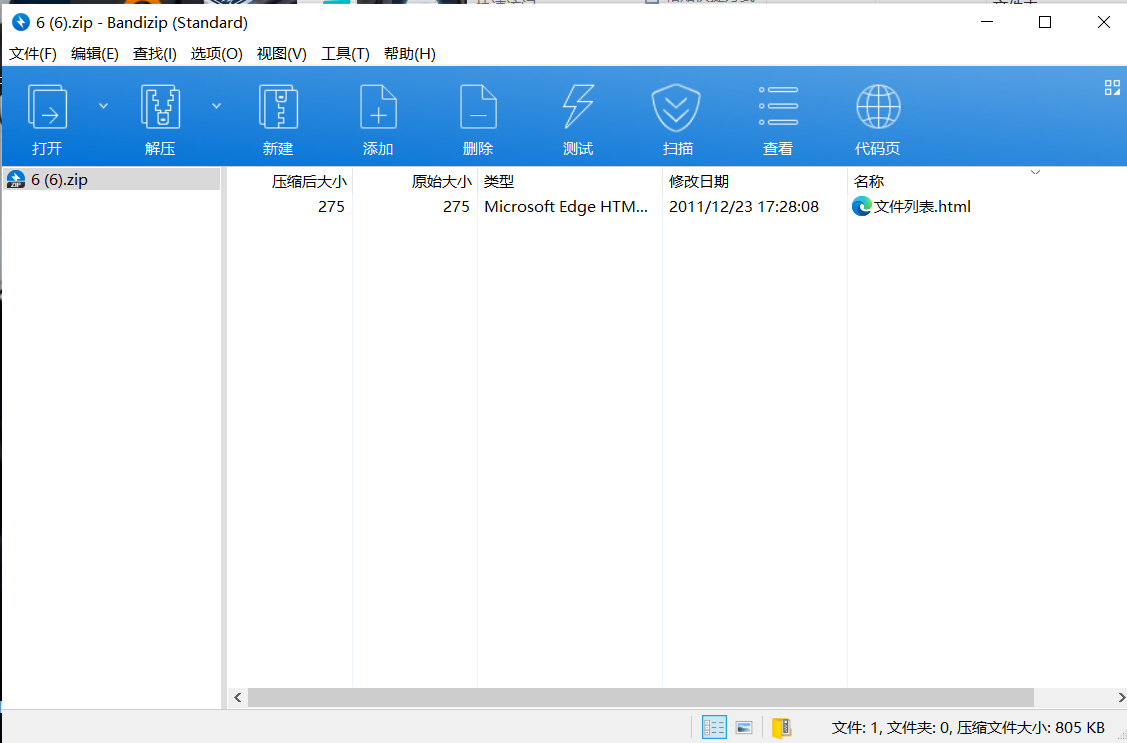 6 (6).zip - Bandizip (Standard)
文件(F) 编辑(E) 查找(I) 选项(O) 视图(V) 工具(T) 帮助(H)
打开 解压 新建 添加 删除 测试 扫描 查看 代码页
6 (6).zip
压缩后大小 原始大小 类型 修改日期 名称
275 275 Microsoft Edge HTM... 2011/12/23 17:28:08 文件列表.html
文件: 1, 文件夹: 0, 压缩文件大小: 805 KB